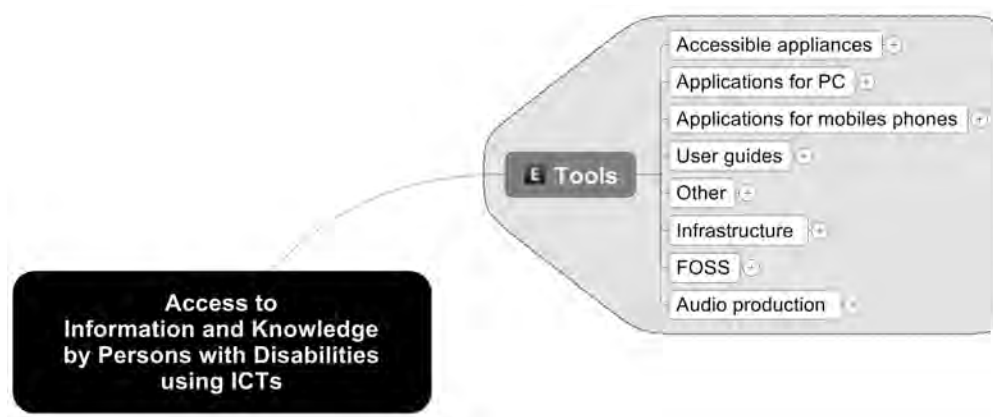 Accessible appliances
Applications for PC
Applications for mobiles phones
E Tools
User guides
Other
Infrastructure
FOSS
Audio production
Access to
Information and Knowledge
by Persons with Disabilities
using ICTs